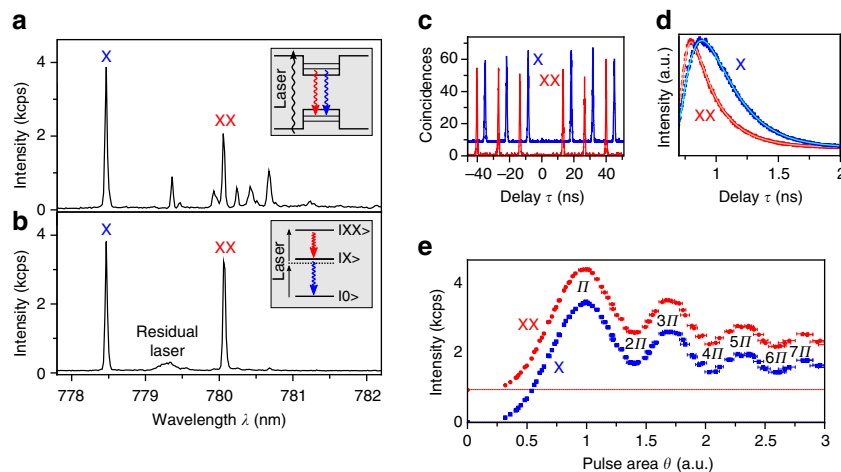 a
X
XX
Laser
Intensity (kcps)
4
2
0
b
X
XX
Residual
laser
Laser
|XX>
|X>
|0>
Intensity (kcps)
4
2
0
778
779
780
781
782
Wavelength λ (nm)
c
X
XX
Coincidences
60
40
20
0
−40 −20 0 20 40
Delay τ (ns)
d
X
XX
Intensity (a.u.)
1 1.5 2
Delay τ (ns)
e
XX
X
Π
2Π
3Π
4Π
5Π
6Π
7Π
Intensity (kcps)
4
2
0
0 0.5 1 1.5 2 2.5 3
Pulse area θ (a.u.)